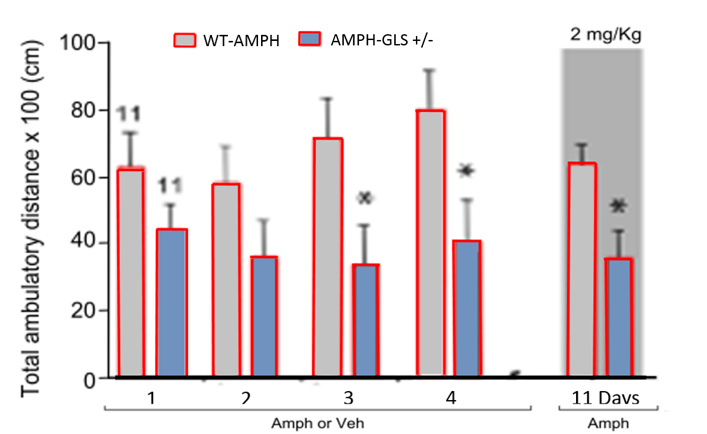 2 mg/Kg
WT-AMPH
AMPH-GLS +/-
Total ambulatory distance x 100 (cm)
100
80
60
40
20
0
11
11
*
*
*
1
2
3
4
11 Days
Amph or Veh
Amph